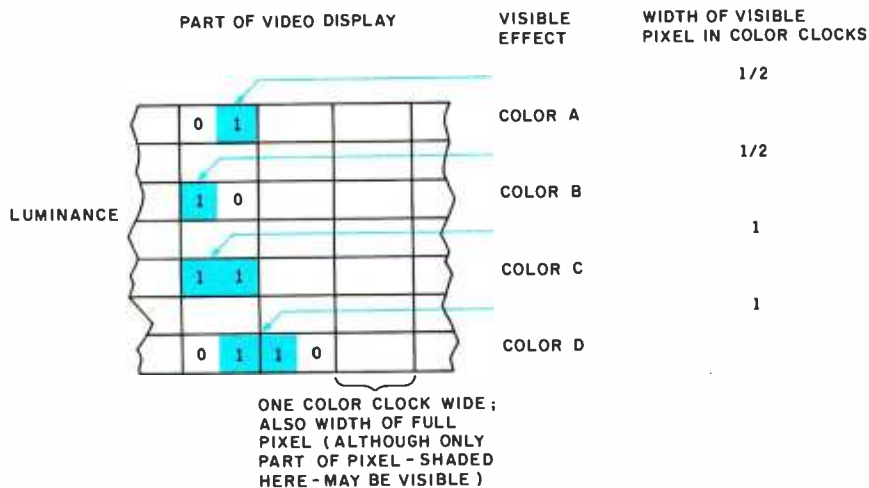 PART OF VIDEO DISPLAY
VISIBLE EFFECT
WIDTH OF VISIBLE PIXEL IN COLOR CLOCKS
1/2
0 1
COLOR A
1/2
1 0
COLOR B
LUMINANCE
1
1 1
COLOR C
1
0 1 1 0
COLOR D
ONE COLOR CLOCK WIDE;
ALSO WIDTH OF FULL
PIXEL (ALTHOUGH ONLY
PART OF PIXEL-SHADED
HERE-MAY BE VISIBLE)